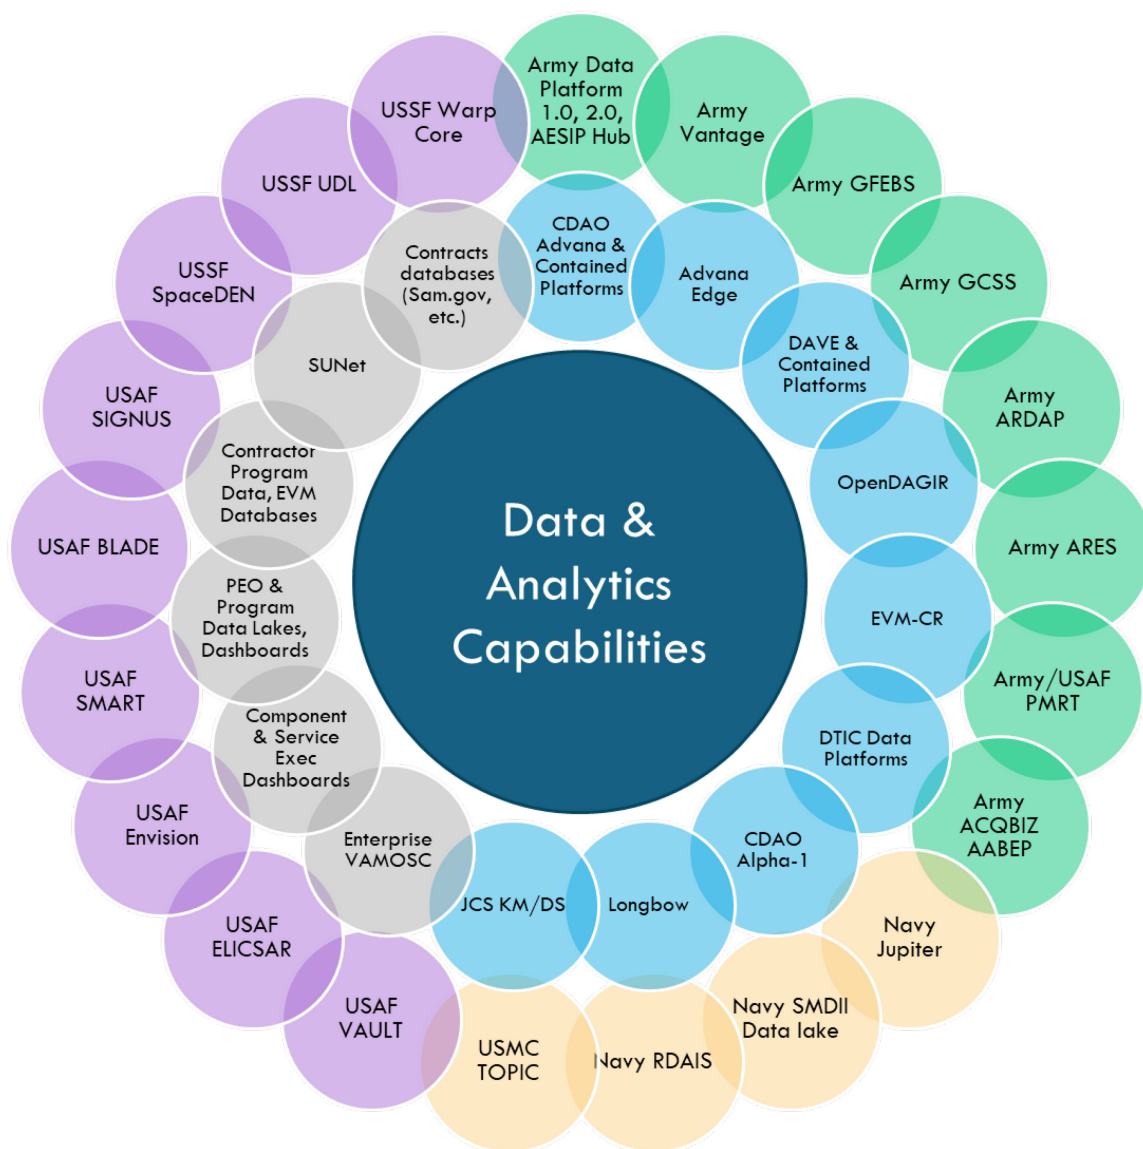 Data &
Analytics
Capabilities
Army Data
Platform
1.0, 2.0,
AESIP Hub
Army
Vantage
Army GFEBS
Army GCSS
Army
ARDAP
Army ARES
Army/USAF
PMRT
Army
ACQBIZ
AABEP
Navy
Jupiter
Navy SMDII
Data lake
Navy RDAIS
USMC
TOPIC
USAF
VAULT
USAF
ELICSAR
USAF
Envision
USAF
SMART
USAF BLADE
USAF
SIGNUS
USSF
SpaceDEN
USSF UDL
USSF Warp
Core
CDAO
Advana &
Contained
Platforms
Advana
Edge
DAVE &
Contained
Platforms
OpenDAGIR
EVM-CR
DTIC Data
Platforms
CDAO
Alpha-1
Longbow
JCS KM/DS
Enterprise
VAMOSC
Component
& Service
Exec
Dashboards
PEO &
Program
Data Lakes,
Dashboards
Contractor
Program
Data, EVM
Databases
SUNet
Contracts
databases
(Sam.gov,
etc.)